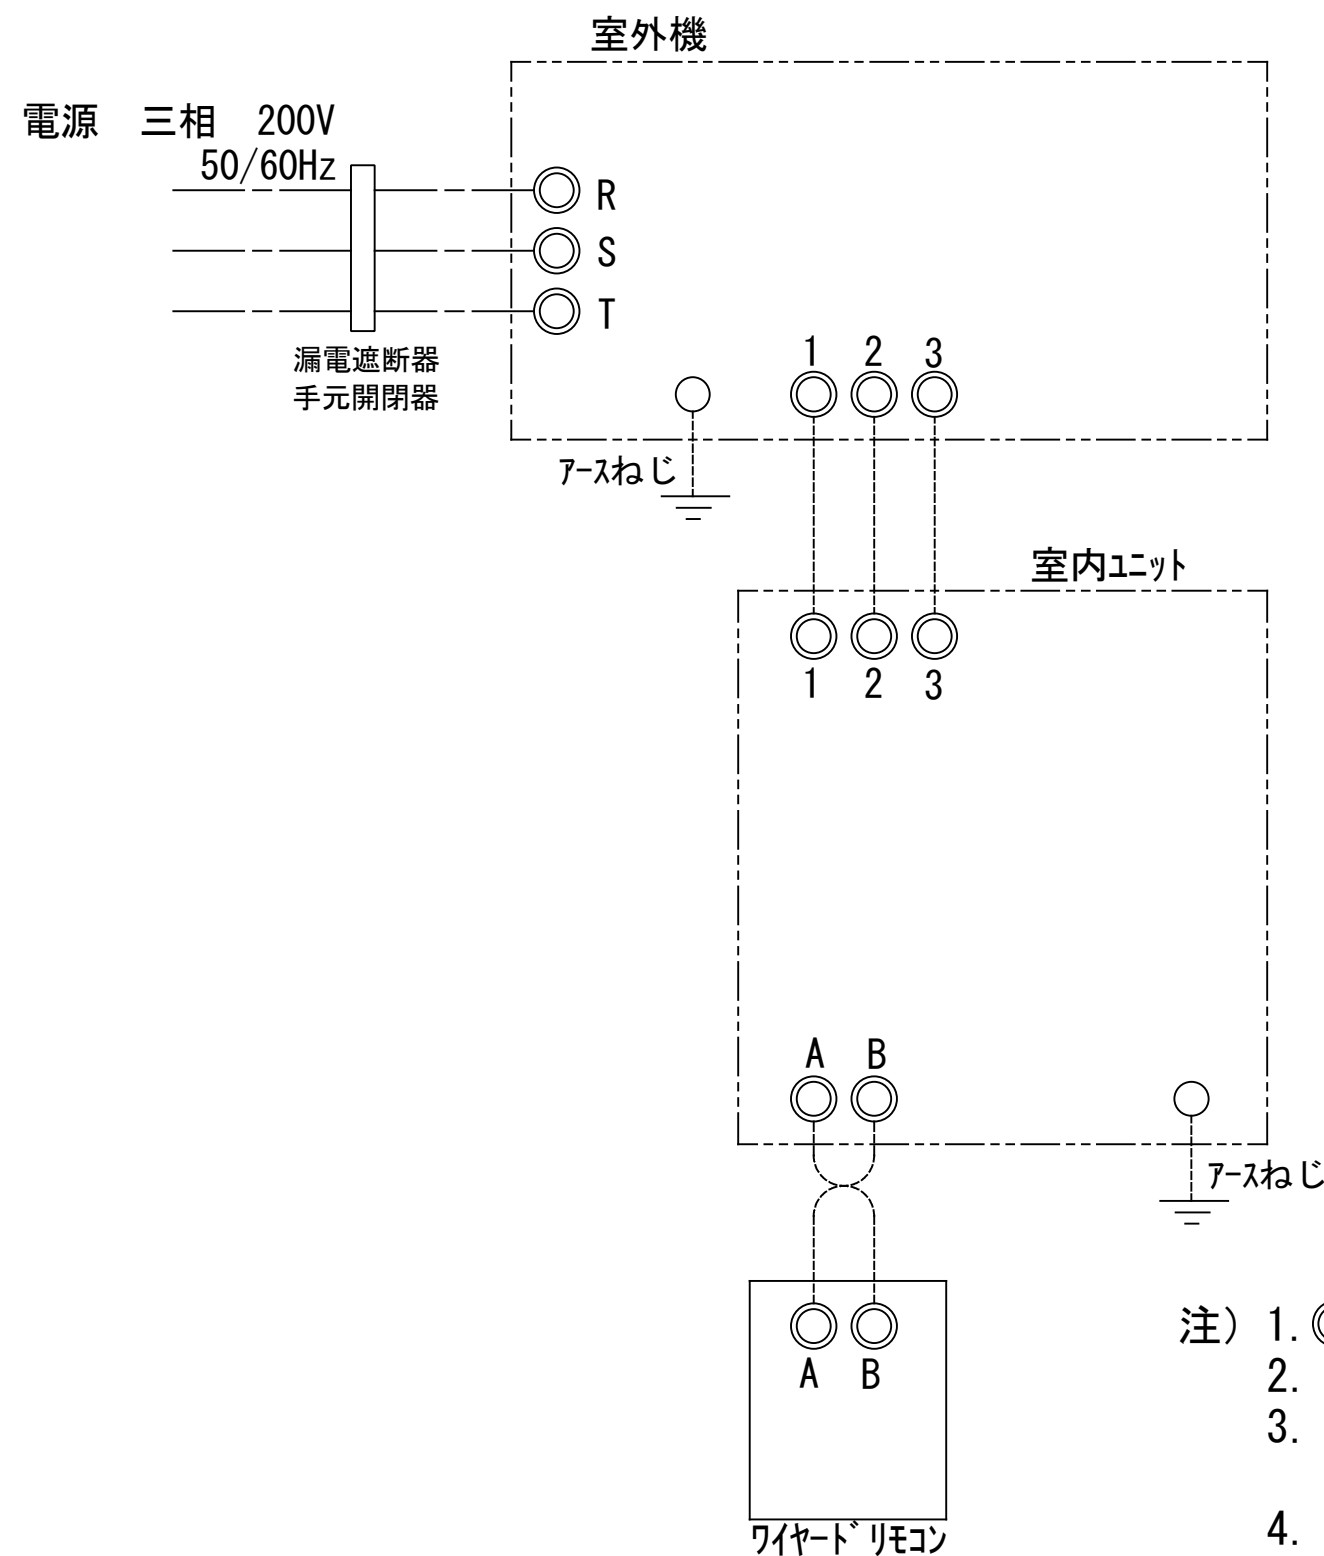 室外機
電源 三相 200V
50/60Hz
R
S
T
漏電遮断器
手元開閉器
1 2 3
ｱｰｽねじ
室内ﾕﾆｯﾄ
1 2 3
A B
ｱｰｽねじ
A B
ﾜｲﾔｰﾄﾞﾘﾓｺﾝ
注) 1.
2.
3.
4.